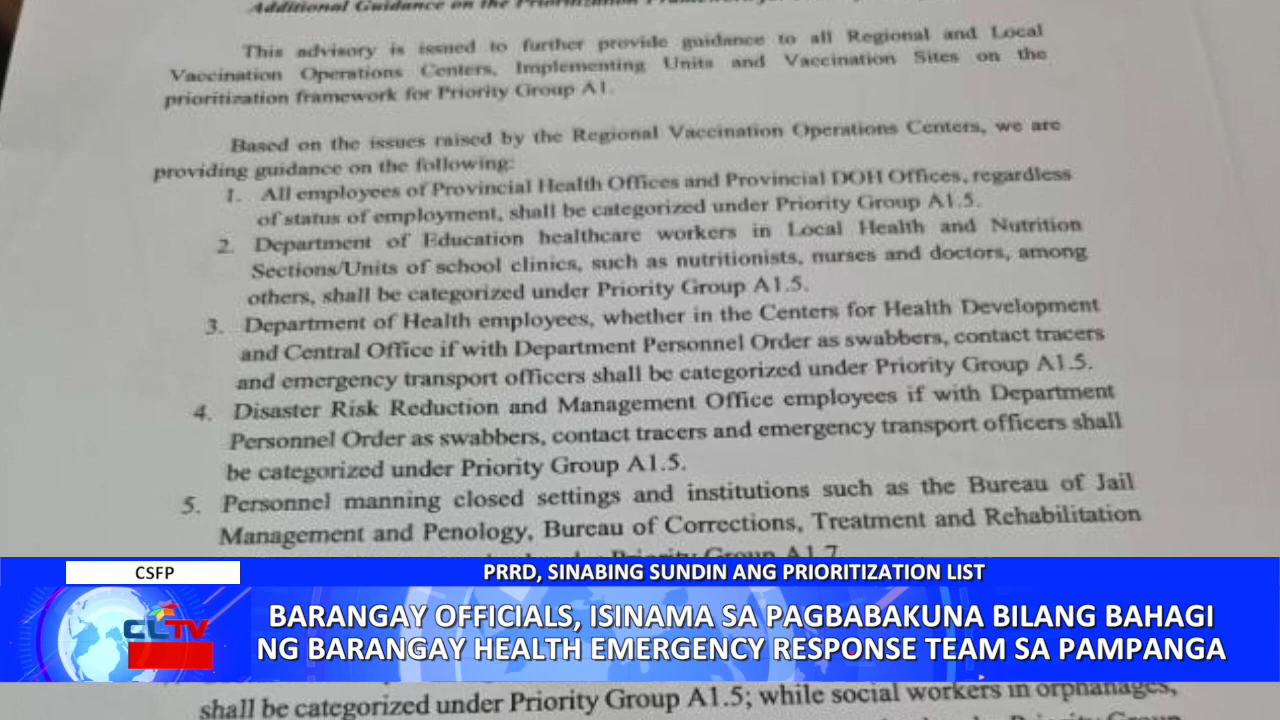 Additional Guidance on the Prioritization
This advisory is issued to further provide guidance to all Regional and Local
Vaccination Operations Centers, Implementing Units and Vaccination Sites on the
prioritization framework for Priority Group A1.
Based on the issues raised by the Regional Vaccination Operations Centers, we are
providing guidance on the following:
1. All employees of Provincial Health Offices and Provincial DOH Offices, regardless
of status of employment, shall be categorized under Priority Group A1.5.
2. Department of Education healthcare workers in Local Health and Nutrition
Sections/Units of school clinics, such as nutritionists, nurses and doctors, among
others, shall be categorized under Priority Group A1.5.
3. Department of Health employees, whether in the Centers for Health Development
and Central Office if with Department Personnel Order as swabbers, contact tracers
and emergency transport officers shall be categorized under Priority Group A1.5.
4. Disaster Risk Reduction and Management Office employees if with Department
Personnel Order as swabbers, contact tracers and emergency transport officers shall
be categorized under Priority Group A1.5.
5. Personnel manning closed settings and institutions such as the Bureau of Jail
Management and Penology, Bureau of Corrections, Treatment and Rehabilitation
Priority Group A1.7
CSFP
PRRD, SINABING SUNDIN ANG PRIORITIZATION LIST
CLTV
BARANGAY OFFICIALS, ISINAMA SA PAGBABAKUNA BILANG BAHAGI
NG BARANGAY HEALTH EMERGENCY RESPONSE TEAM SA PAMPANGA
shall be categorized under Priority Group A1.5; while social workers in orphanages,